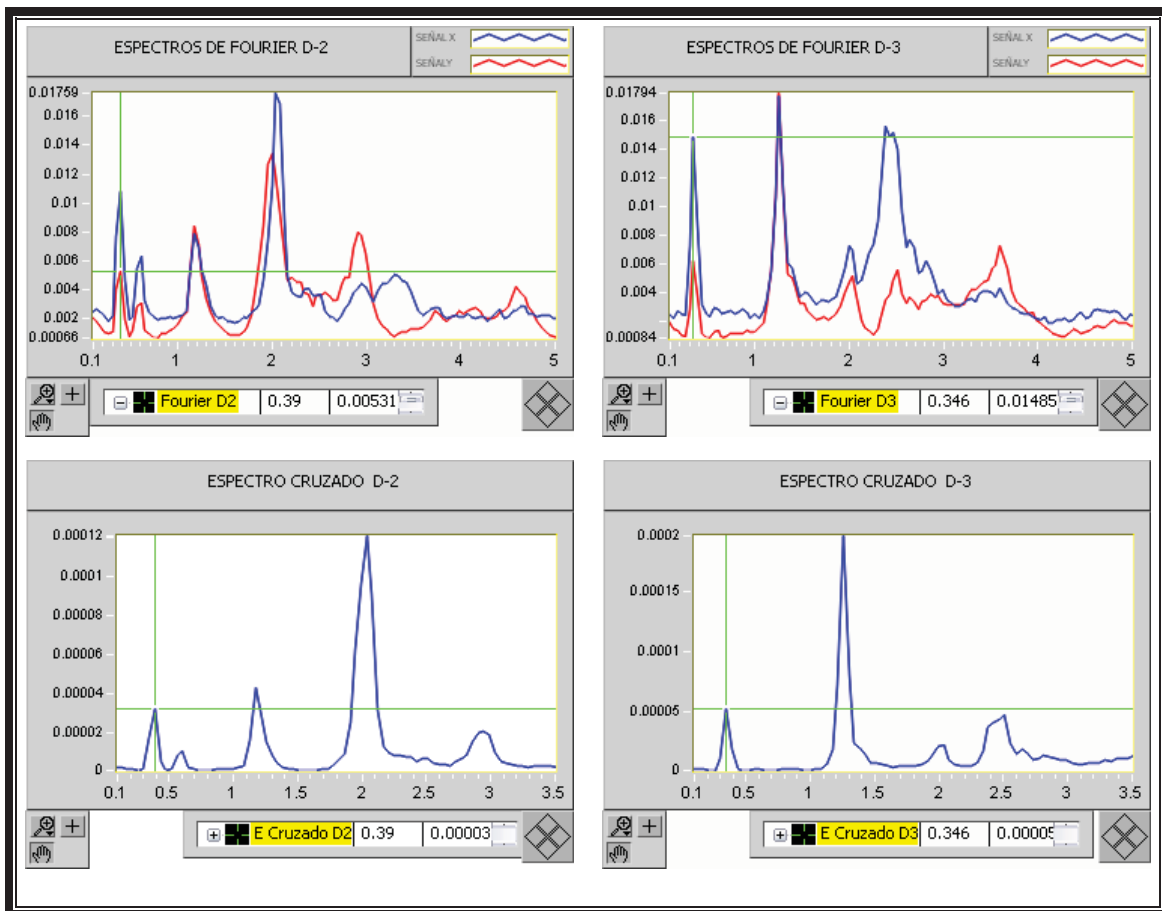 ESPECTROS DE FOURIER D-2
SEÑAL X
SEÑALY
0.01759
0.016
0.014
0.012
0.01
0.008
0.006
0.004
0.002
0.00066
0.1 1 2 3 4 5
Fourier D2 0.39 0.00531
ESPECTROS DE FOURIER D-3
SEÑAL X
SEÑALY
0.01794
0.016
0.014
0.012
0.01
0.008
0.006
0.004
0.00084
0.1 1 2 3 4 5
Fourier D3 0.346 0.01485
ESPECTRO CRUZADO D-2
0.00012
0.0001
0.00008
0.00006
0.00004
0.00002
0
0.1 0.5 1 1.5 2 2.5 3 3.5
E Cruzado D2 0.39 0.00003
ESPECTRO CRUZADO D-3
0.0002
0.00015
0.0001
0.00005
0
0.1 0.5 1 1.5 2 2.5 3 3.5
E Cruzado D3 0.346 0.00005